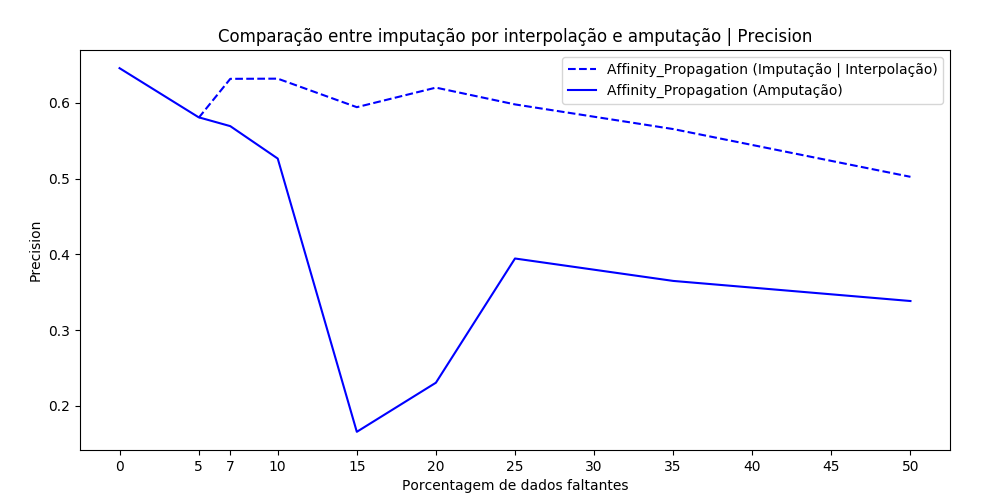 Comparação entre imputação por interpolação e amputação | Precision
Affinity_Propagation (Imputação | Interpolação)
Affinity_Propagation (Amputação)
Precision
0.6
0.5
0.4
0.3
0.2
0 5 7 10 15 20 25 30 35 40 45 50
Porcentagem de dados faltantes